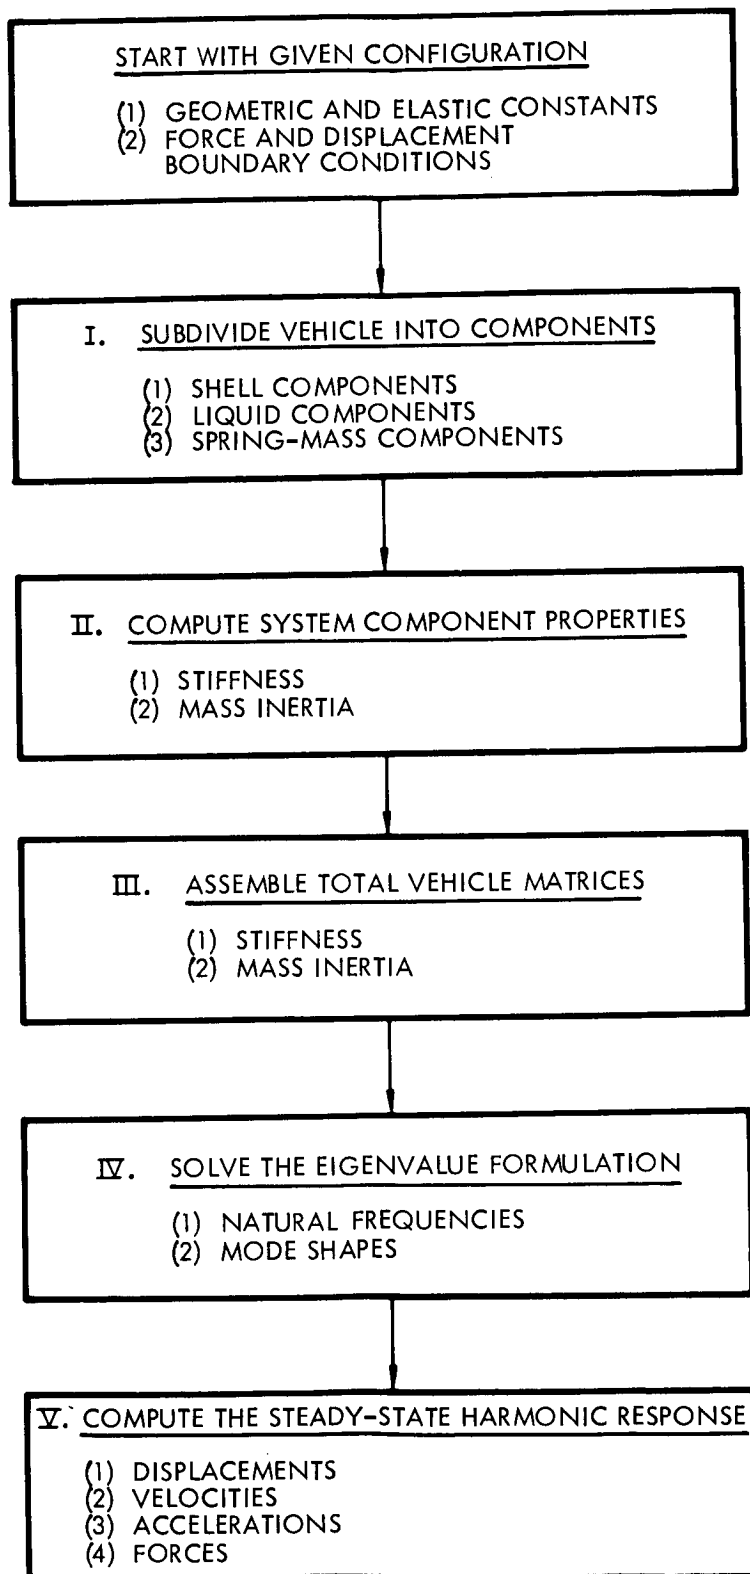 START WITH GIVEN CONFIGURATION
(1) GEOMETRIC AND ELASTIC CONSTANTS
(2) FORCE AND DISPLACEMENT
BOUNDARY CONDITIONS
I. SUBDIVIDE VEHICLE INTO COMPONENTS
(1) SHELL COMPONENTS
(2) LIQUID COMPONENTS
(3) SPRING-MASS COMPONENTS
II. COMPUTE SYSTEM COMPONENT PROPERTIES
(1) STIFFNESS
(2) MASS INERTIA
III. ASSEMBLE TOTAL VEHICLE MATRICES
(1) STIFFNESS
(2) MASS INERTIA
IV. SOLVE THE EIGENVALUE FORMULATION
(1) NATURAL FREQUENCIES
(2) MODE SHAPES
V. COMPUTE THE STEADY-STATE HARMONIC RESPONSE
(1) DISPLACEMENTS
(2) VELOCITIES
(3) ACCELERATIONS
(4) FORCES